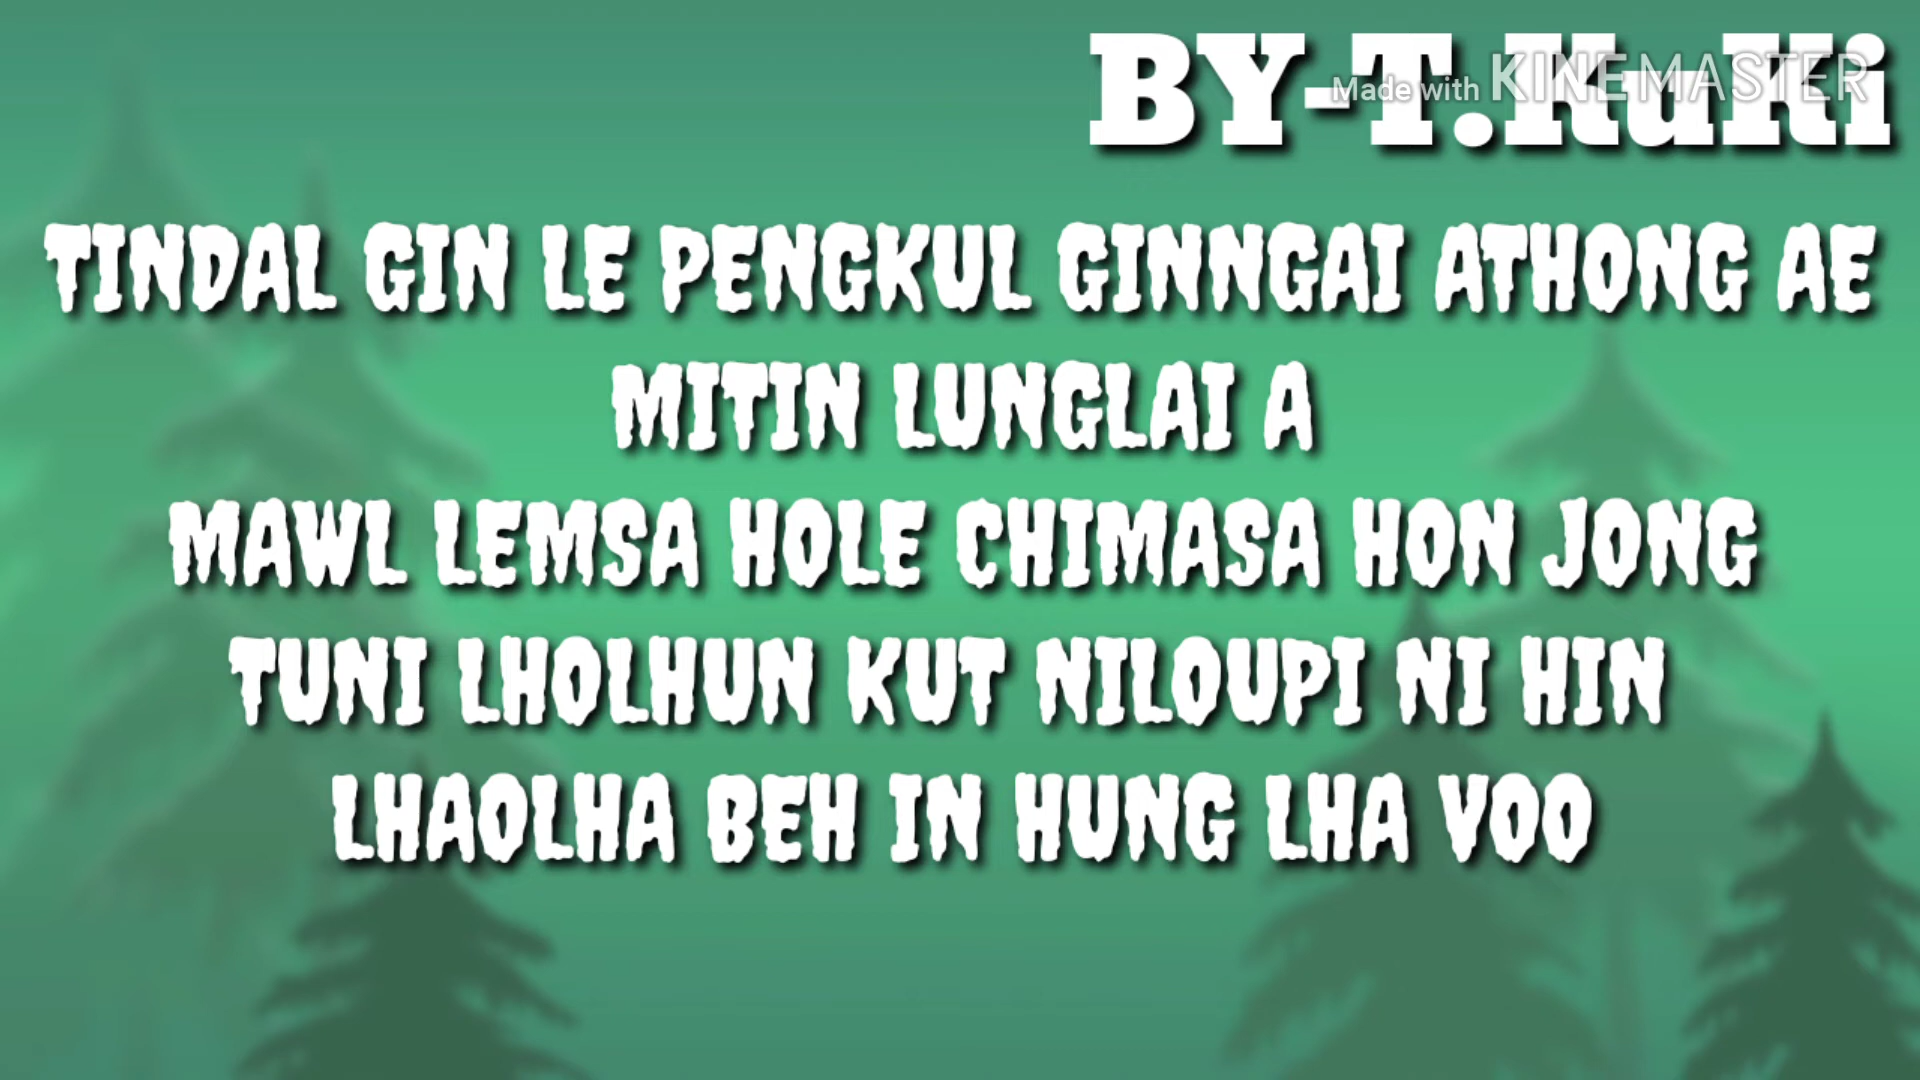 BY-T.KuKi
Made with KINEMASTER
TINDAL GIN LE PENGKUL GINNGAI ATHONG AE
MITIN LUNGLAI A
MAWL LEMSA HOLE CHIMASA HON JONG
TUNI LHOLHUN KUT NILOUPI NI HIN
LHAOLHA BEH IN HUNG LHA VOO